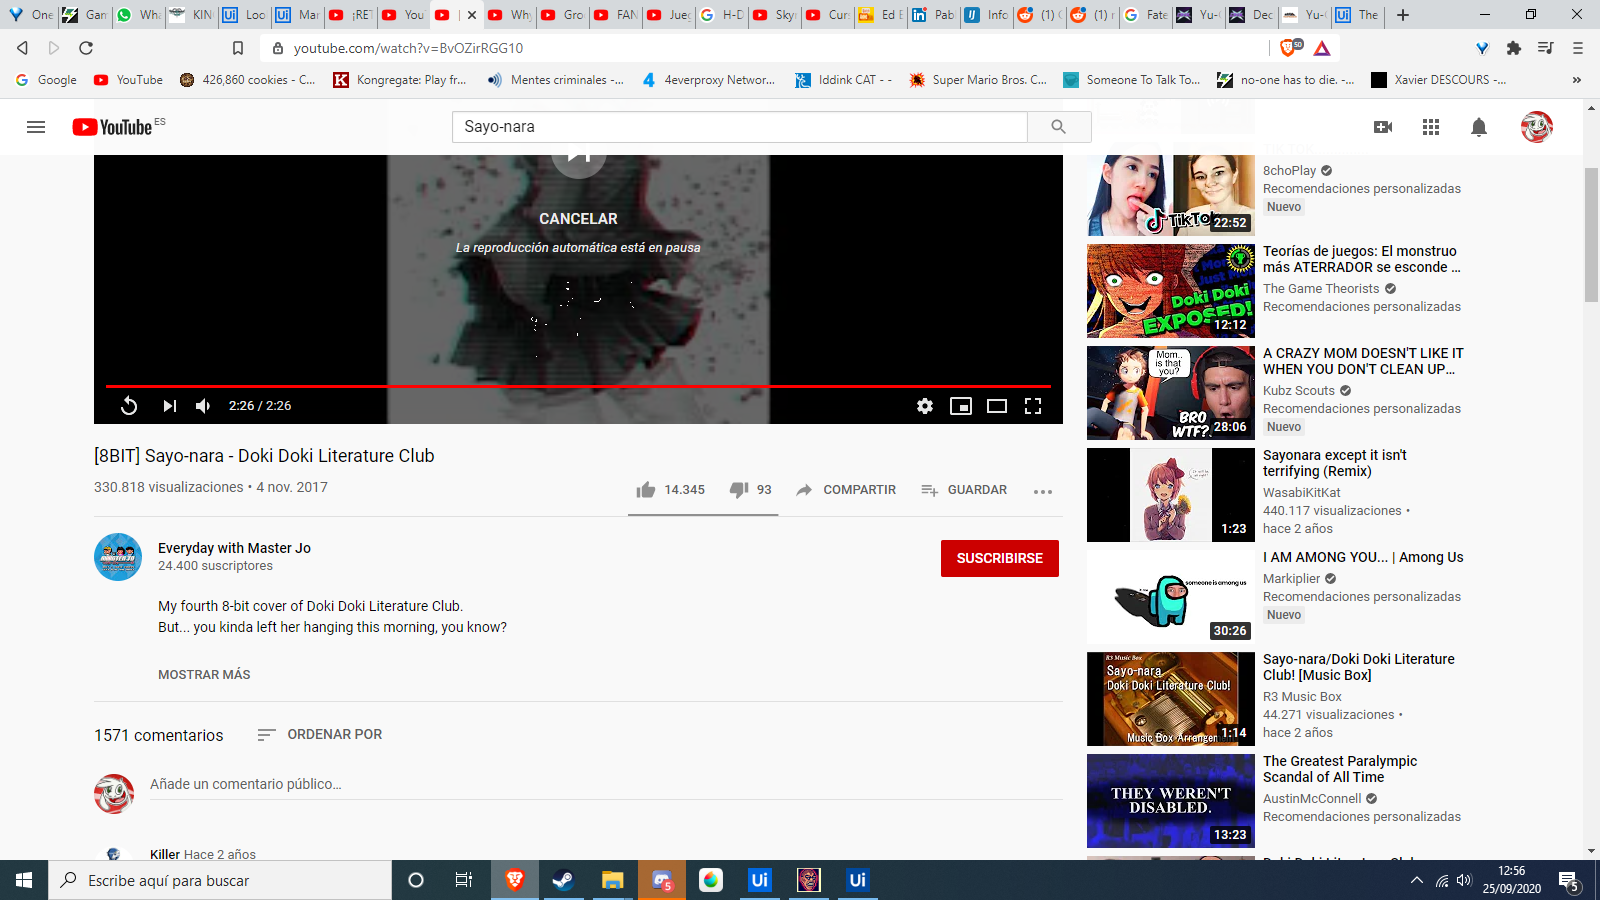 One
Gam
Wha
KIN
Loo
Mar
¡RET
You
Why
Gro
FAN
Jueg
H-D
Sky
Curs
Ed E
Pab
Info
(1) C
(1) r
Fate
Yu-G
Dec
Yu-G
The
youtube.com/watch?v=BvOZirRGG10
50
Google
YouTube
426,860 cookies - C...
Kongregate: Play fr...
Mentes criminales -...
4everproxy Networ...
Iddink CAT - -
Super Mario Bros. C...
Someone To Talk To...
no-one has to die. -...
Xavier DESCOURS -...
YouTube ES
Sayo-nara
CANCELAR
La reproducción automática está en pausa
2:26 / 2:26
[8BIT] Sayo-nara - Doki Doki Literature Club
330.818 visualizaciones • 4 nov. 2017
14.345
93
COMPARTIR
GUARDAR
Everyday with Master Jo
24.400 suscriptores
SUSCRIBIRSE
My fourth 8-bit cover of Doki Doki Literature Club.
But... you kinda left her hanging this morning, you know?
MOSTRAR MÁS
1571 comentarios
ORDENAR POR
Añade un comentario público...
Killer Hace 2 años
TikTok
22:52
8choPlay
Recomendaciones personalizadas
Nuevo
Doki Doki
EXPOSED!
12:12
Teorías de juegos: El monstruo
más ATERRADOR se esconde ...
The Game Theorists
Recomendaciones personalizadas
Mom..
is that
you?
BRO
WTF?
28:06
A CRAZY MOM DOESN'T LIKE IT
WHEN YOU DON'T CLEAN UP...
Kubz Scouts
Recomendaciones personalizadas
Nuevo
1:23
Sayonara except it isn't
terrifying (Remix)
WasabiKitKat
440.117 visualizaciones •
hace 2 años
someone is among us
30:26
I AM AMONG YOU... | Among Us
Markiplier
Recomendaciones personalizadas
Nuevo
R3 Music Box
Sayo-nara
Doki Doki Literature Club!
Music Box Arrangem
1:14
Sayo-nara/Doki Doki Literature
Club! [Music Box]
R3 Music Box
44.271 visualizaciones •
hace 2 años
THEY WEREN'T
DISABLED.
13:23
The Greatest Paralympic
Scandal of All Time
AustinMcConnell
Recomendaciones personalizadas
Escribe aquí para buscar
5
Ui
Ui
12:56
25/09/2020
5